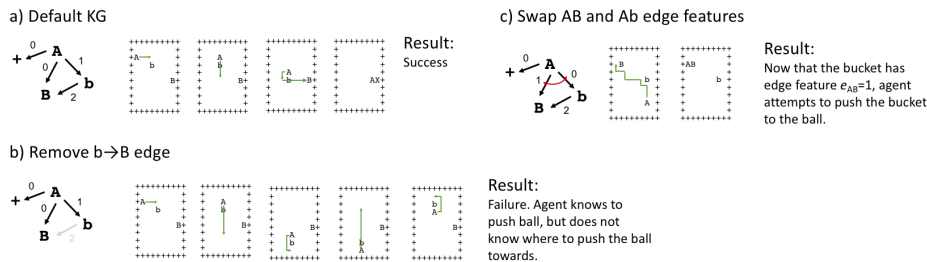 a) Default KG
c) Swap AB and Ab edge features
0
A
+
0
1
B
b
2
+++++++++
A
b
B+
+++++++++
+++++++++
A
b
B+
+++++++++
+++++++++
A
b
B+
+++++++++
+++++++++
AX+
+++++++++
Result:
Success
0
A
+
1
0
B
b
2
+++++++++
B
b
A
+++++++++
+++++++++
AB
b
+++++++++
Result:
Now that the bucket has
edge feature eAB=1, agent
attempts to push the bucket
to the ball.
b) Remove b→B edge
0
A
+
0
1
B
b
2
+++++++++
A
b
B+
+++++++++
+++++++++
A
b
B+
+++++++++
+++++++++
B+
A
b
+++++++++
+++++++++
B+
b
A
+++++++++
+++++++++
b
A
B+
+++++++++
Result:
Failure. Agent knows to
push ball, but does not
know where to push the ball
towards.